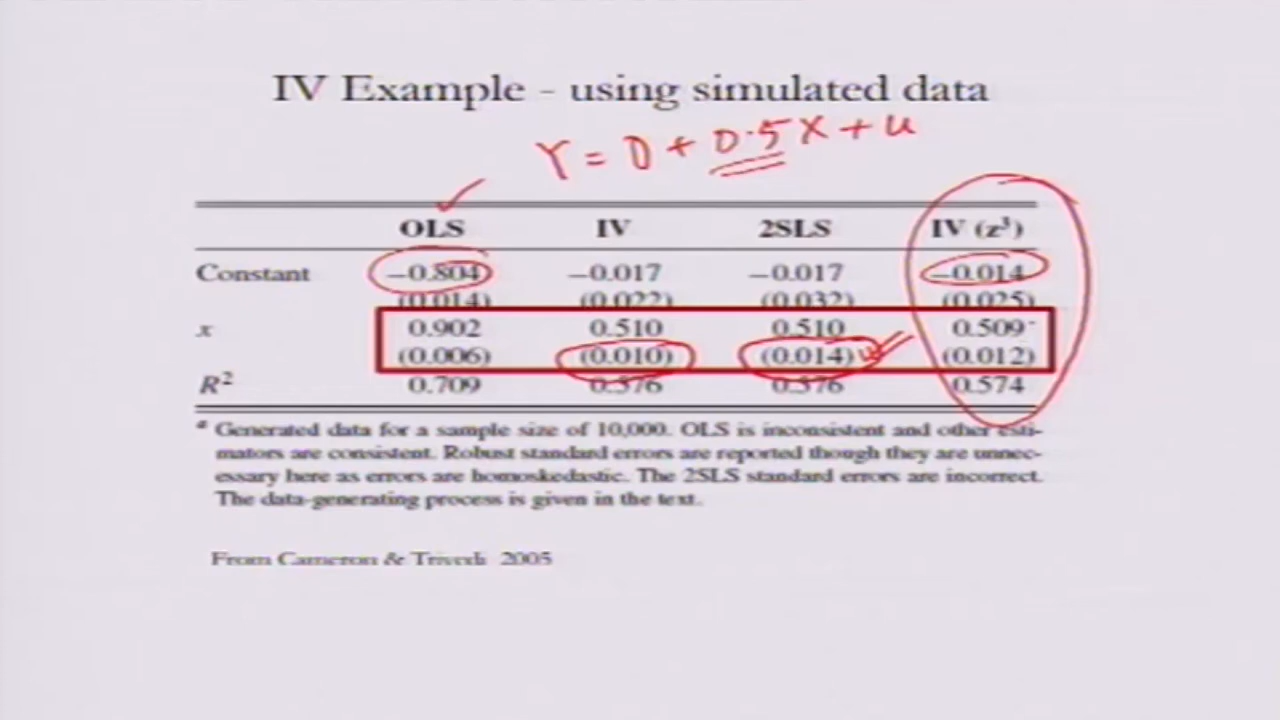 IV Example - using simulated data
Y = 0 + 0.5X + u
OLS IV 2SLS IV (z³)
Constant −0.804 −0.017 −0.017 −0.014
(0.014) (0.022) (0.032) (0.025)
x 0.902 0.510 0.510 0.509
(0.006) (0.010) (0.014) (0.012)
R² 0.709 0.576 0.576 0.574
a Generated data for a sample size of 10,000. OLS is inconsistent and other esti-
mators are consistent. Robust standard errors are reported though they are unnec-
essary here as errors are homoskedastic. The 2SLS standard errors are incorrect.
The data-generating process is given in the text.
From Cameron & Trivedi 2005